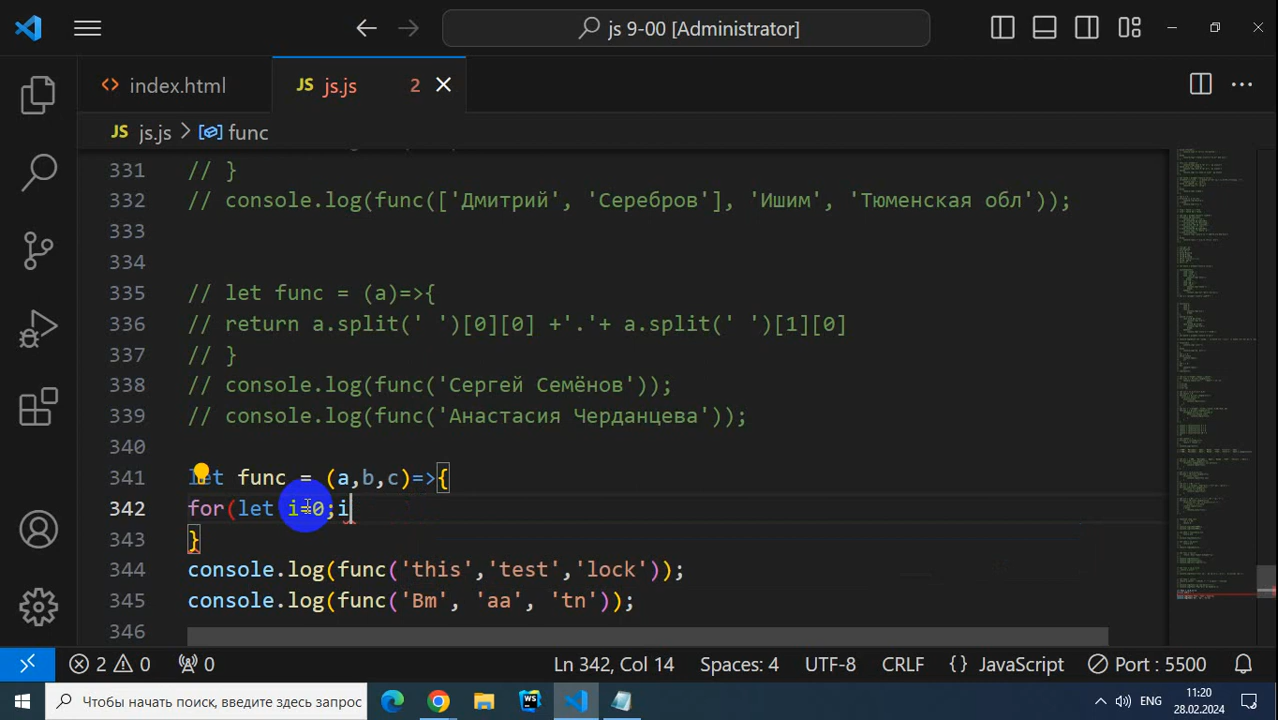 js 9-00 [Administrator]
index.html
JS js.js 2
JS js.js > func
331 // }
332 // console.log(func(['Дмитрий', 'Серебров'], 'Ишим', 'Тюменская обл'));
333
334
335 // let func = (a)=>{
336 // return a.split(' ')[0][0] +'.'+ a.split(' ')[1][0]
337 // }
338 // console.log(func('Сергей Семёнов'));
339 // console.log(func('Анастасия Черданцева'));
340
341 let func = (a,b,c)=>{
342 for(let i=0;i
343 }
344 console.log(func('this','test','lock'));
345 console.log(func('Bm', 'aa', 'tn'));
346
2 0 0 Ln 342, Col 14 Spaces: 4 UTF-8 CRLF {} JavaScript Port : 5500
Чтобы начать поиск, введите запрос WS ENG 11:20
28.02.2024